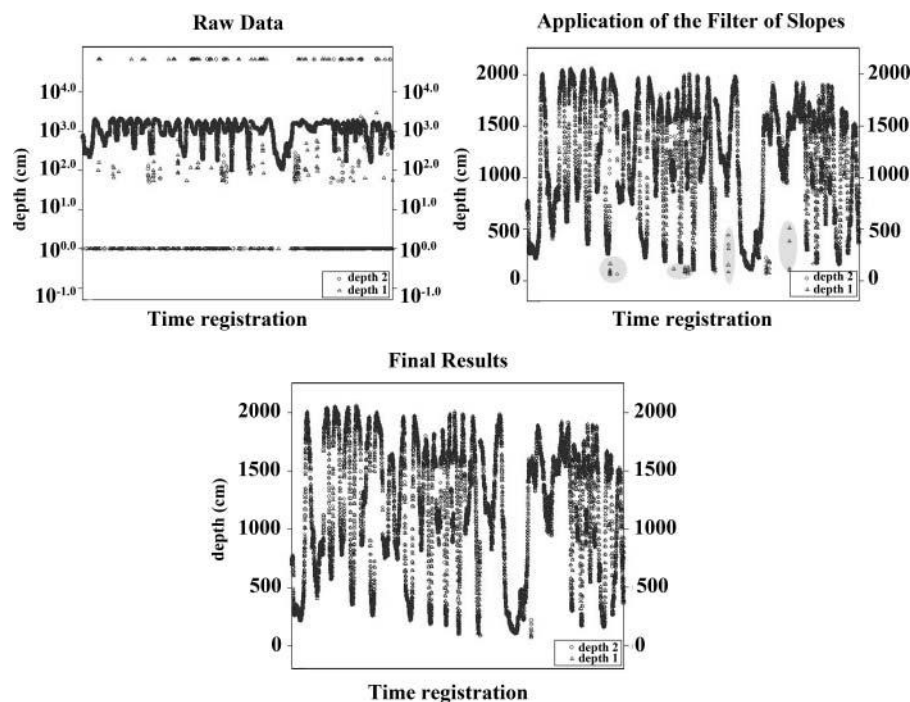 Raw Data
10^4.0
10^3.0
10^2.0
10^1.0
10^0.0
10^-1.0
depth (cm)
10^4.0
10^3.0
10^2.0
10^1.0
10^0.0
10^-1.0
depth 2
depth 1
Time registration
Application of the Filter of Slopes
2000
1500
1000
500
0
depth (cm)
2000
1500
1000
500
0
depth 2
depth 1
Time registration
Final Results
2000
1500
1000
500
0
depth (cm)
2000
1500
1000
500
0
depth 2
depth 1
Time registration